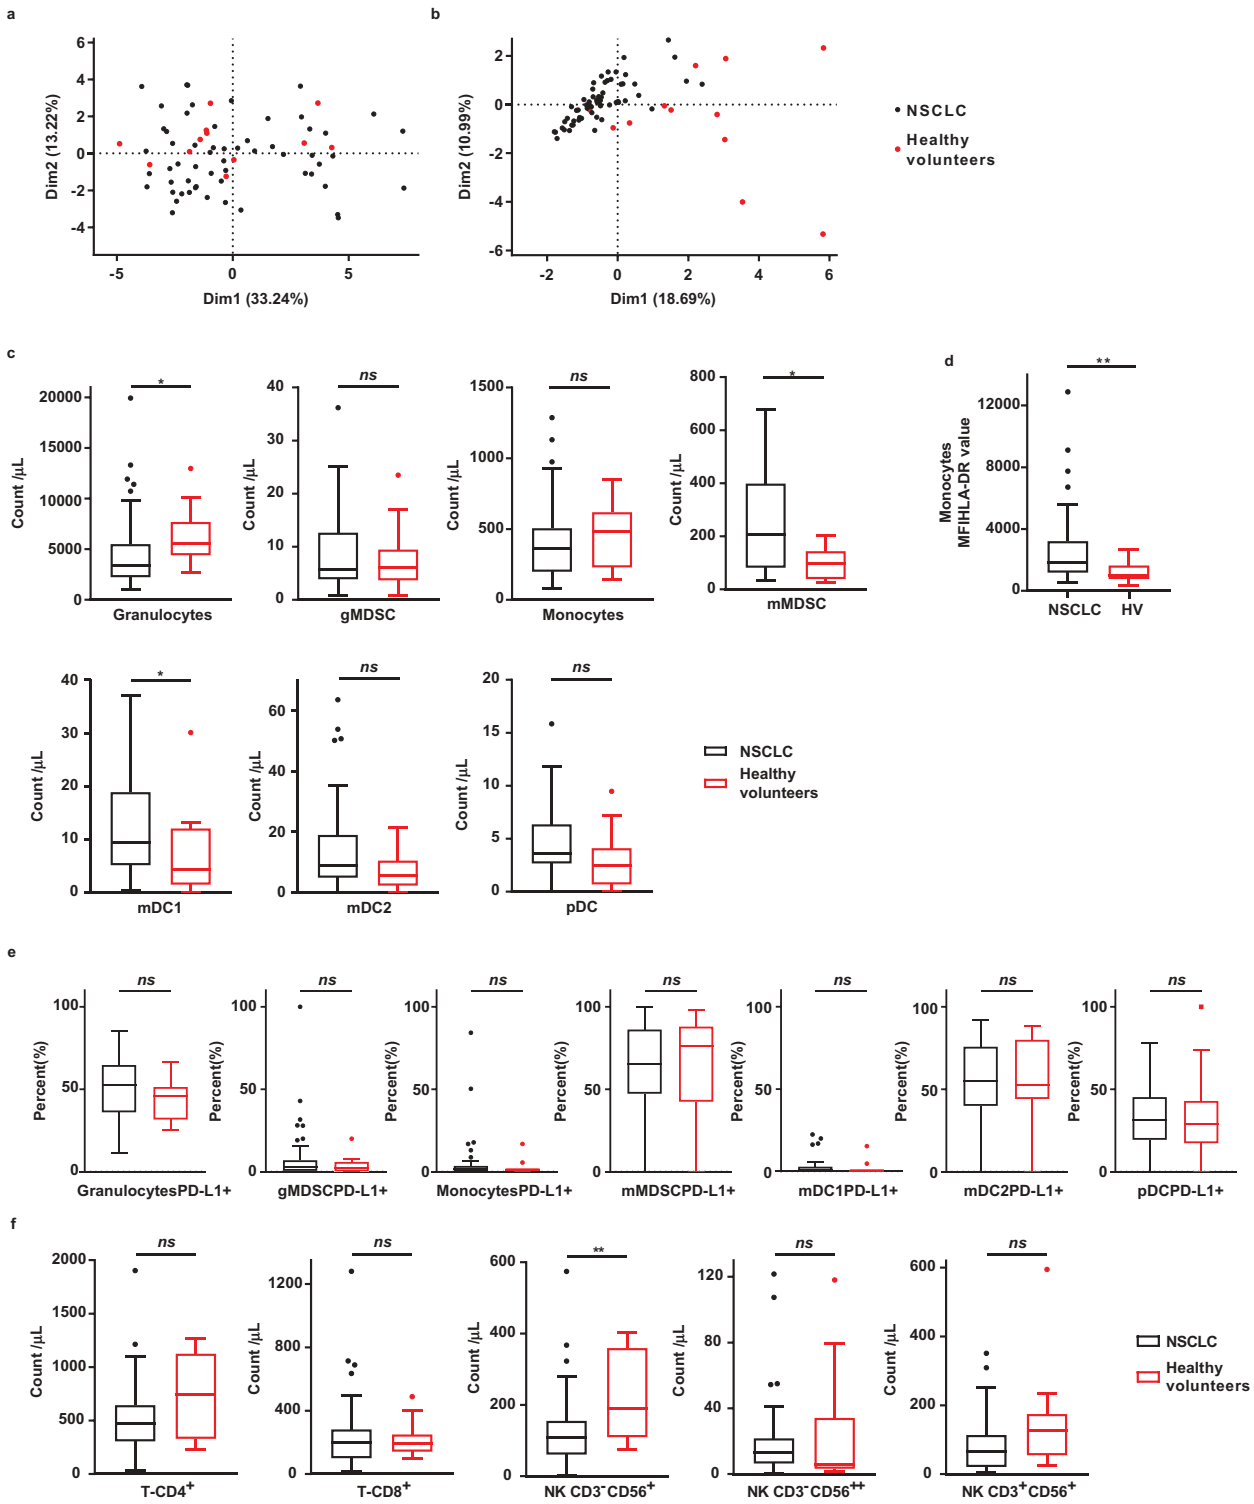 a
b
6
4
2
0
-2
-4
Dim2 (13.22%)
-5
0
5
Dim1 (33.24%)
2
0
-2
-4
-6
Dim2 (10.99%)
-2
0
2
4
6
Dim1 (18.69%)
NSCLC
Healthy
volunteers
c
d
*
20000
15000
10000
5000
0
Count /µL
Granulocytes
ns
40
30
20
10
0
Count /µL
gMDSC
ns
1500
1000
500
0
Count /µL
Monocytes
*
800
600
400
200
0
Count /µL
mMDSC
**
12000
8000
4000
0
Monocytes
MFIHLA-DR value
NSCLC HV
*
40
30
20
10
0
Count /µL
mDC1
ns
60
40
20
0
Count /µL
mDC2
ns
20
15
10
5
0
Count /µL
pDC
NSCLC
Healthy
volunteers
e
ns
100
50
0
Percent(%)
GranulocytesPD-L1+
ns
100
50
0
Percent(%)
gMDSCPD-L1+
ns
100
50
0
Percent(%)
MonocytesPD-L1+
ns
100
50
0
Percent(%)
mMDSCPD-L1+
ns
100
50
0
Percent(%)
mDC1PD-L1+
ns
100
50
0
Percent(%)
mDC2PD-L1+
ns
100
50
0
Percent(%)
pDCPD-L1+
f
ns
2000
1500
1000
500
0
Count /µL
T-CD4+
ns
1200
800
400
0
Count /µL
T-CD8+
**
600
400
200
0
Count /µL
NK CD3-CD56+
ns
120
80
40
0
Count /µL
NK CD3-CD56++
ns
600
400
200
0
Count /µL
NK CD3+CD56+
NSCLC
Healthy
volunteers